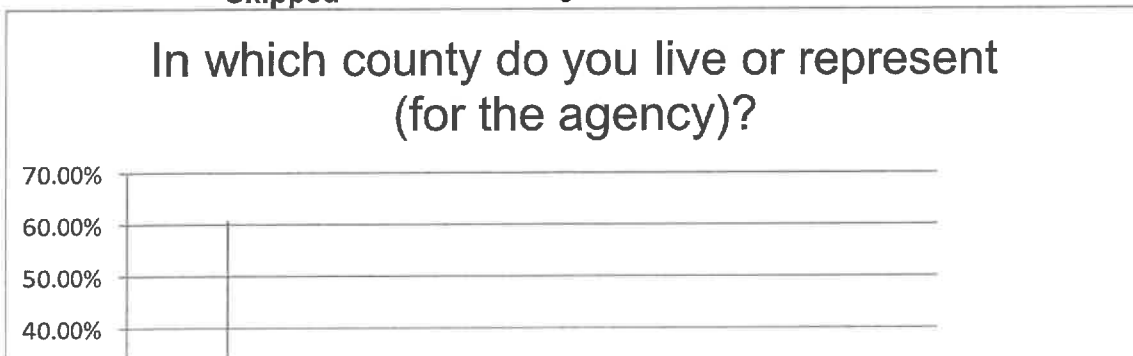 Skipped
In which county do you live or represent
(for the agency)?
70.00%
60.00%
50.00%
40.00%